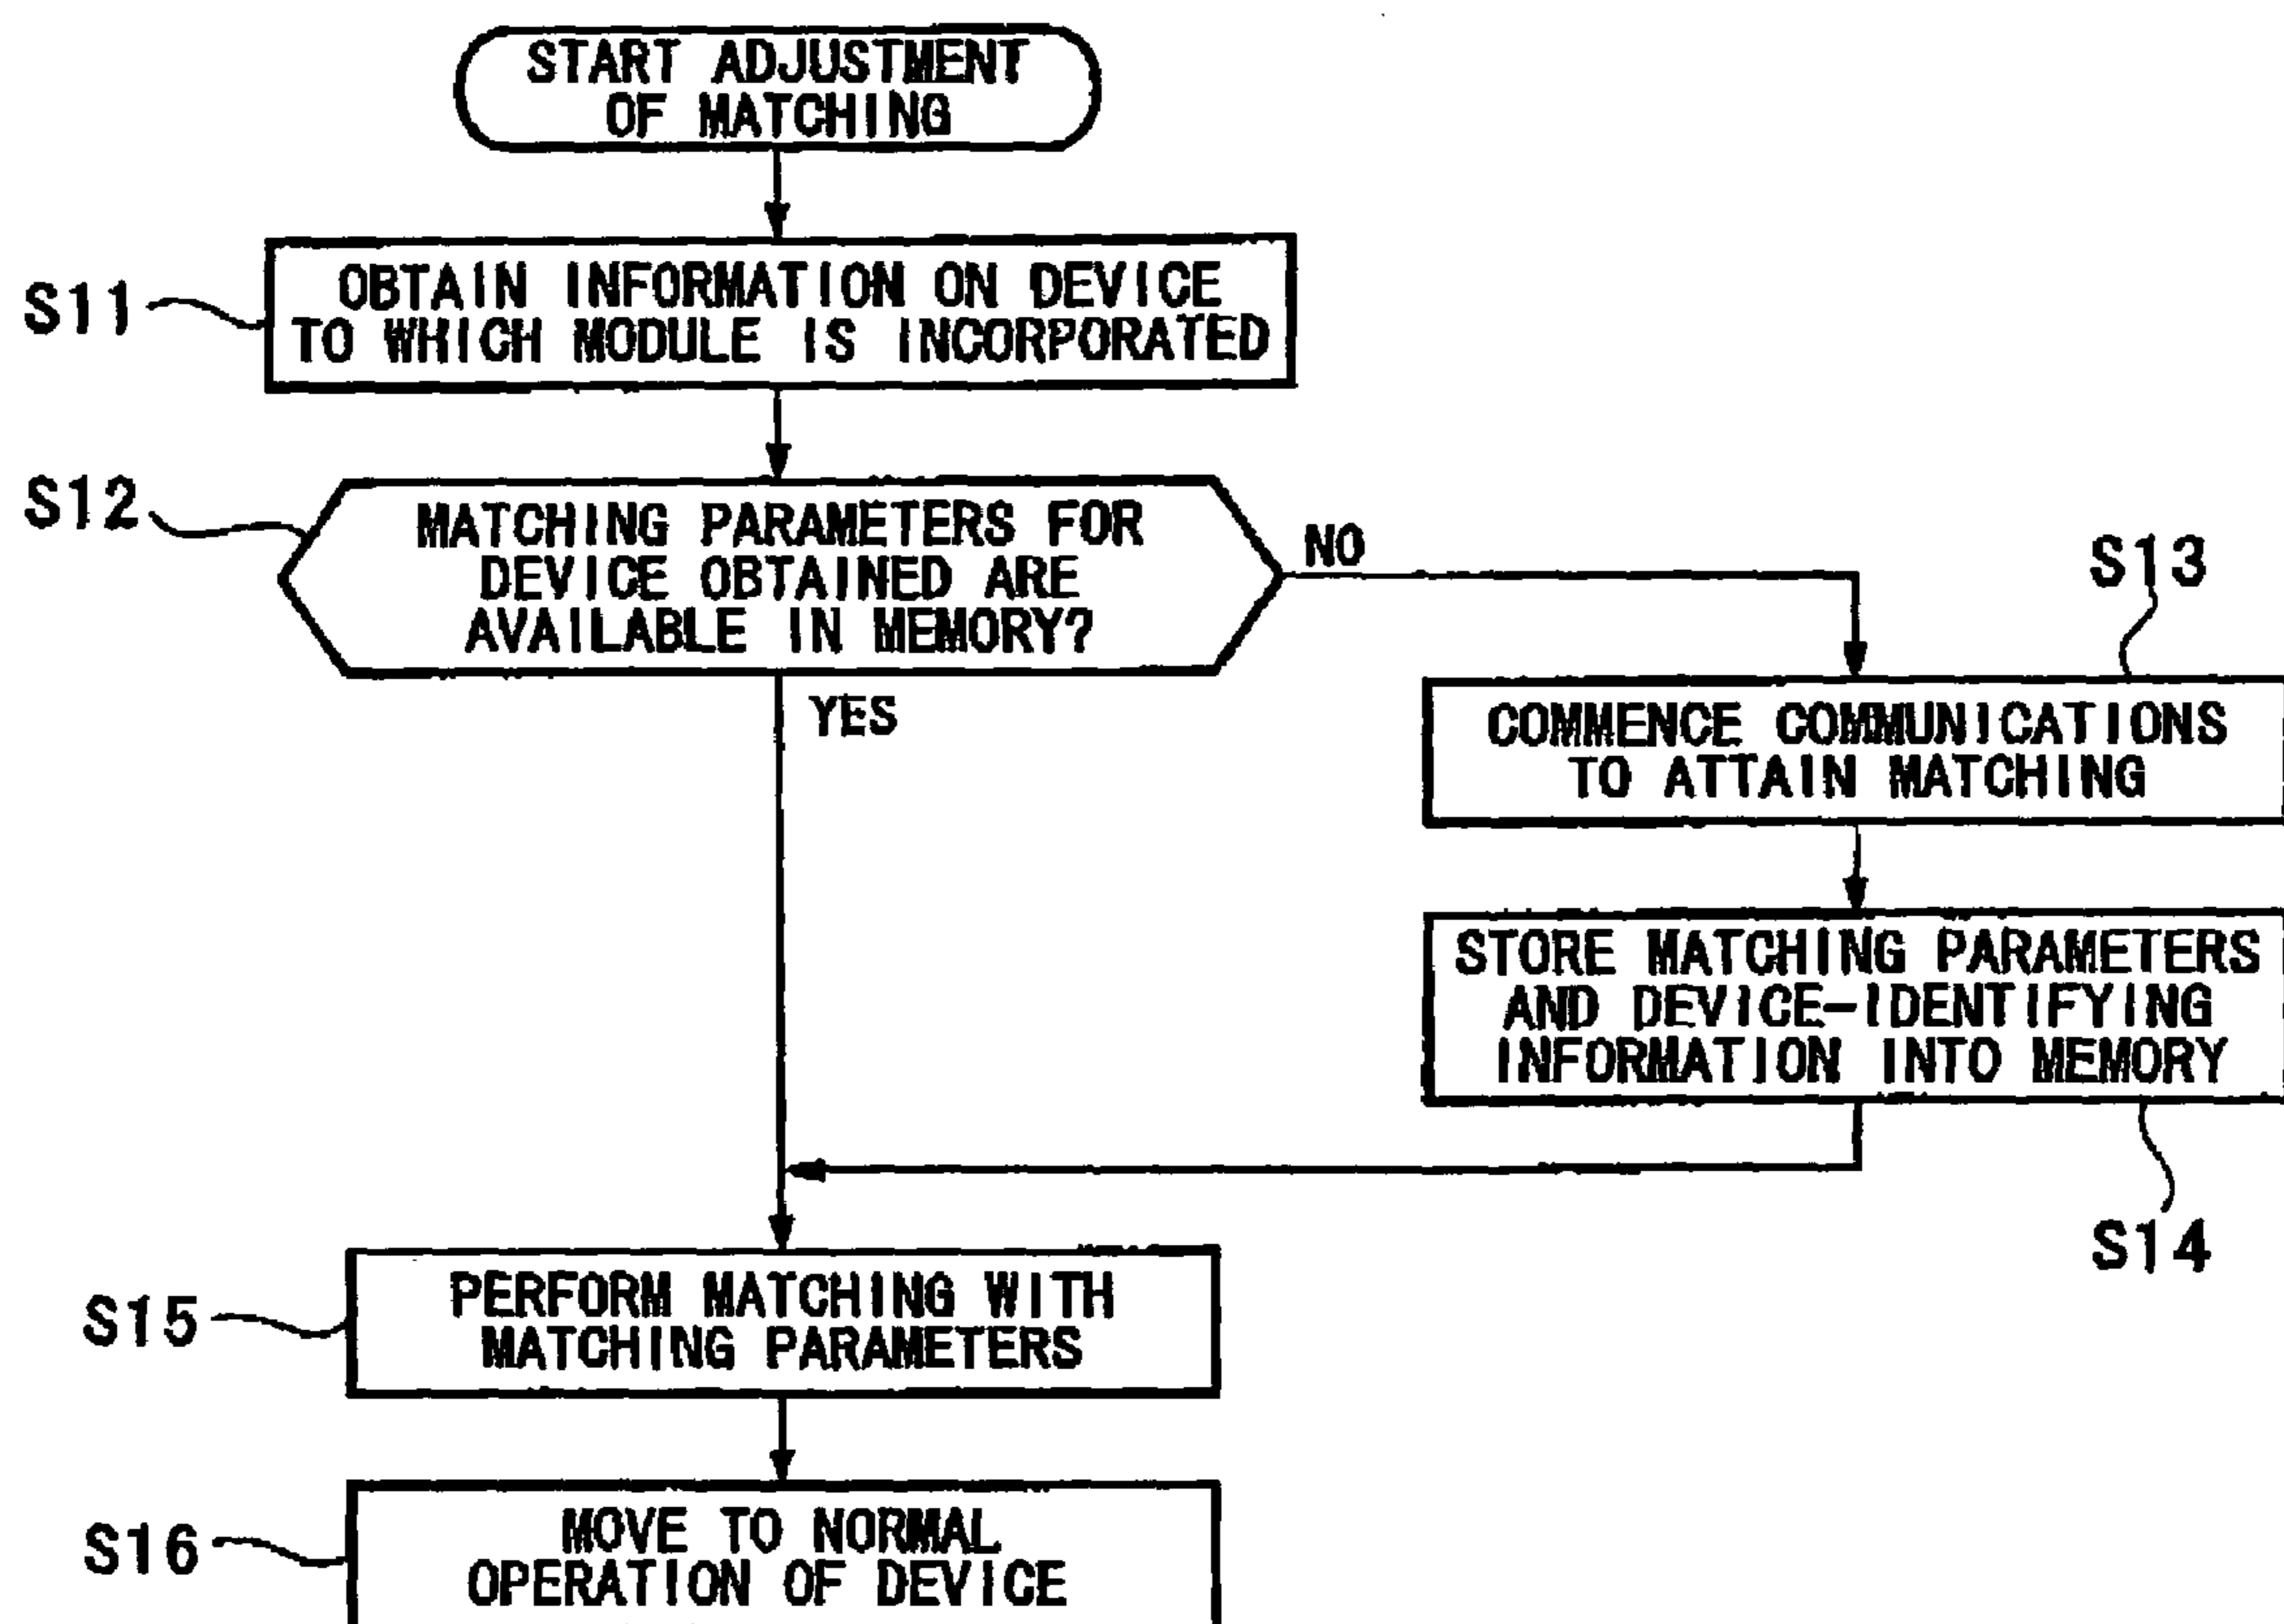 START ADJUSTMENT
OF MATCHING
S11
OBTAIN INFORMATION ON DEVICE
TO WHICH MODULE IS INCORPORATED
S12
MATCHING PARAMETERS FOR
DEVICE OBTAINED ARE
AVAILABLE IN MEMORY?
NO
YES
S13
COMMENCE COMMUNICATIONS
TO ATTAIN MATCHING
STORE MATCHING PARAMETERS
AND DEVICE-IDENTIFYING
INFORMATION INTO MEMORY
S14
S15
PERFORM MATCHING WITH
MATCHING PARAMETERS
S16
MOVE TO NORMAL
OPERATION OF DEVICE